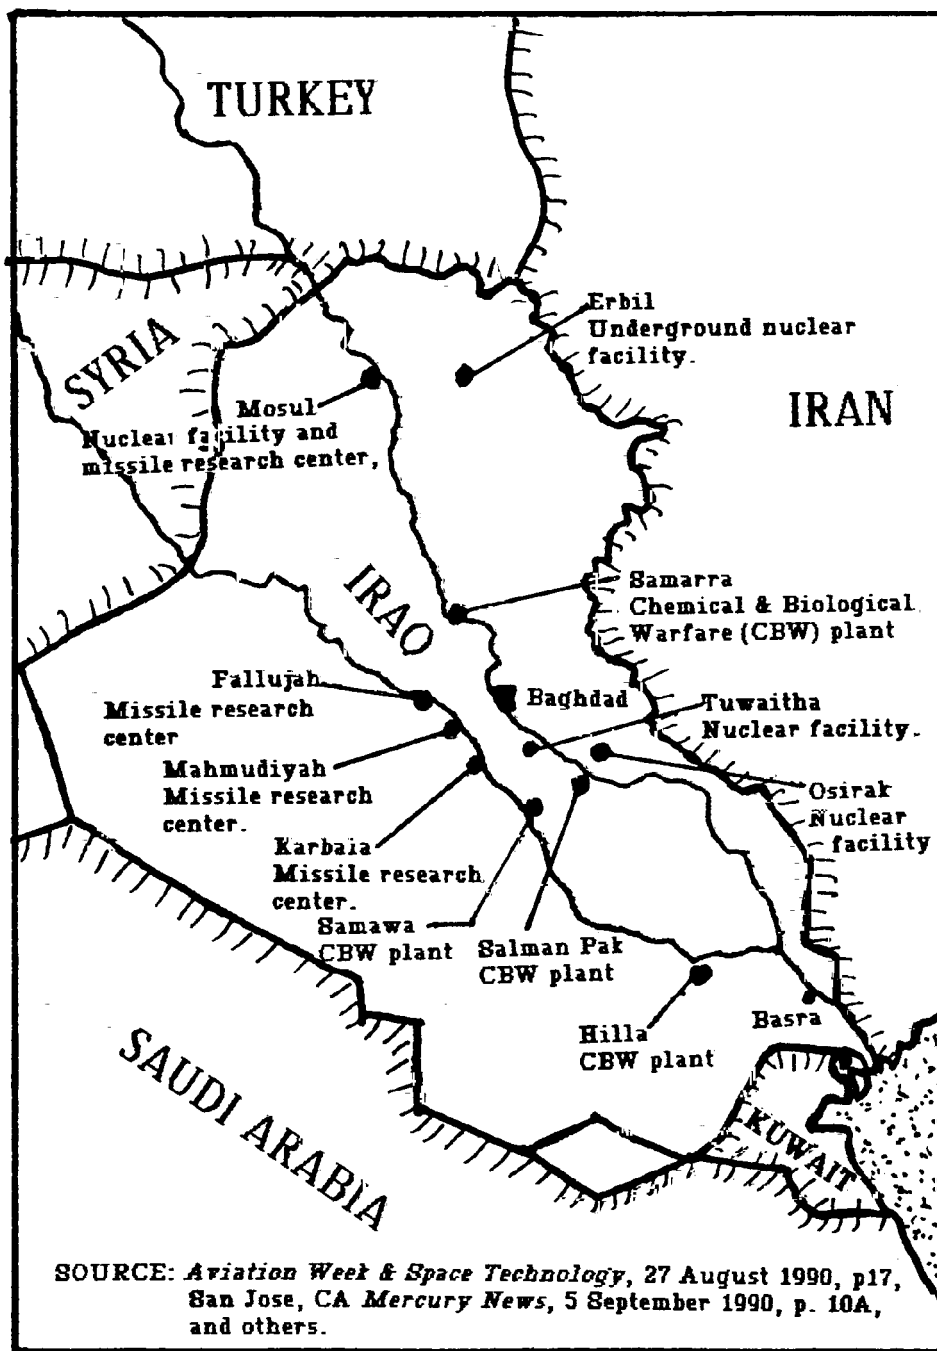 TURKEY
Erbil
Underground nuclear
facility.
SYRIA
IRAN
Mosul
Nuclear facility and
missile research center,
IRAQ
Samarra
Chemical & Biological
Warfare (CBW) plant
Fallujah
Missile research
center
Baghdad
Tuwaitha
Nuclear facility.
Mahmudiyah
Missile research
center.
Osirak
Nuclear
facility
Karbaia
Missile research
center.
Samawa
CBW plant
Salman Pak
CBW plant
Hilla
CBW plant
Basra
SAUDI ARABIA
KUWAIT
SOURCE: Aviation Week & Space Technology, 27 August 1990, p17,
San Jose, CA Mercury News, 5 September 1990, p. 10A,
and others.